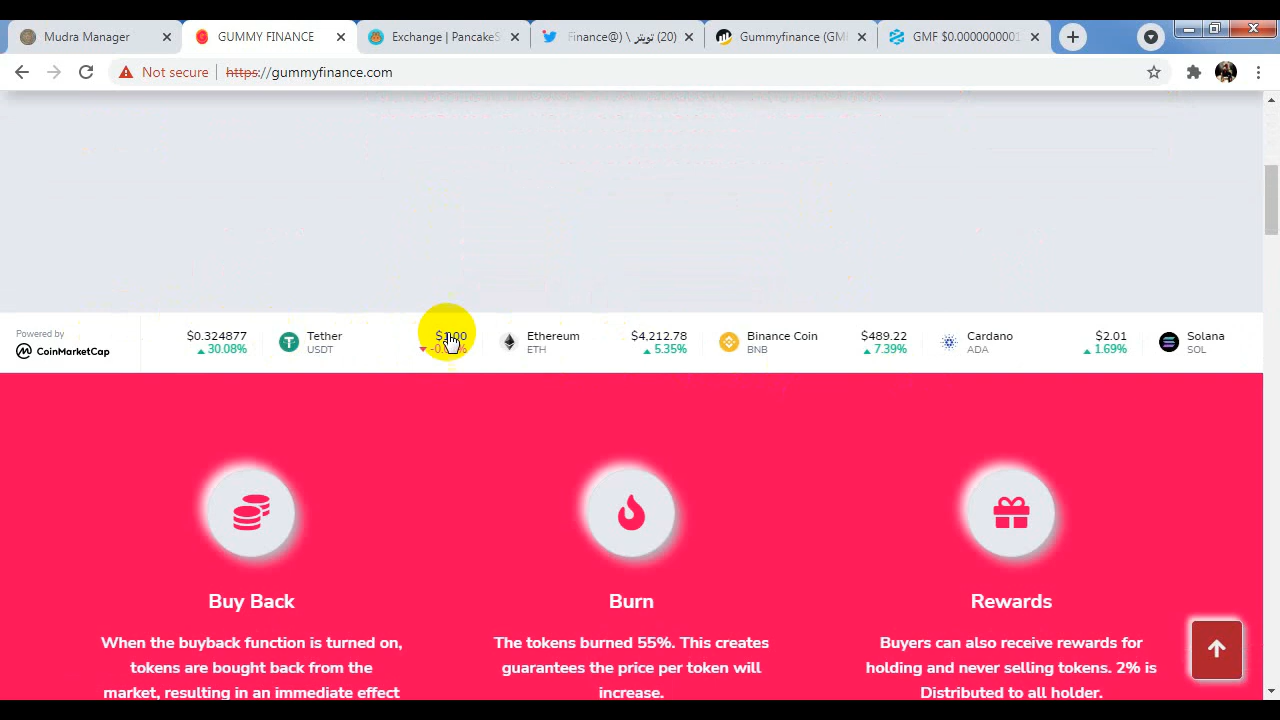 Mudra Manager
GUMMY FINANCE
Exchange | PancakeS
(20) تويتر \ (@Finance
Gummyfinance (GMF
GMF $0.0000000001
Not secure
https://gummyfinance.com
Powered by
CoinMarketCap
$0.324877
30.08%
Tether
USDT
Ethereum
ETH
$4,212.78
5.35%
Binance Coin
BNB
$489.22
7.39%
Cardano
ADA
$2.01
1.69%
Solana
SOL
Buy Back
When the buyback function is turned on,
tokens are bought back from the
market, resulting in an immediate effect
Burn
The tokens burned 55%. This creates
guarantees the price per token will
increase.
Rewards
Buyers can also receive rewards for
holding and never selling tokens. 2% is
Distributed to all holder.